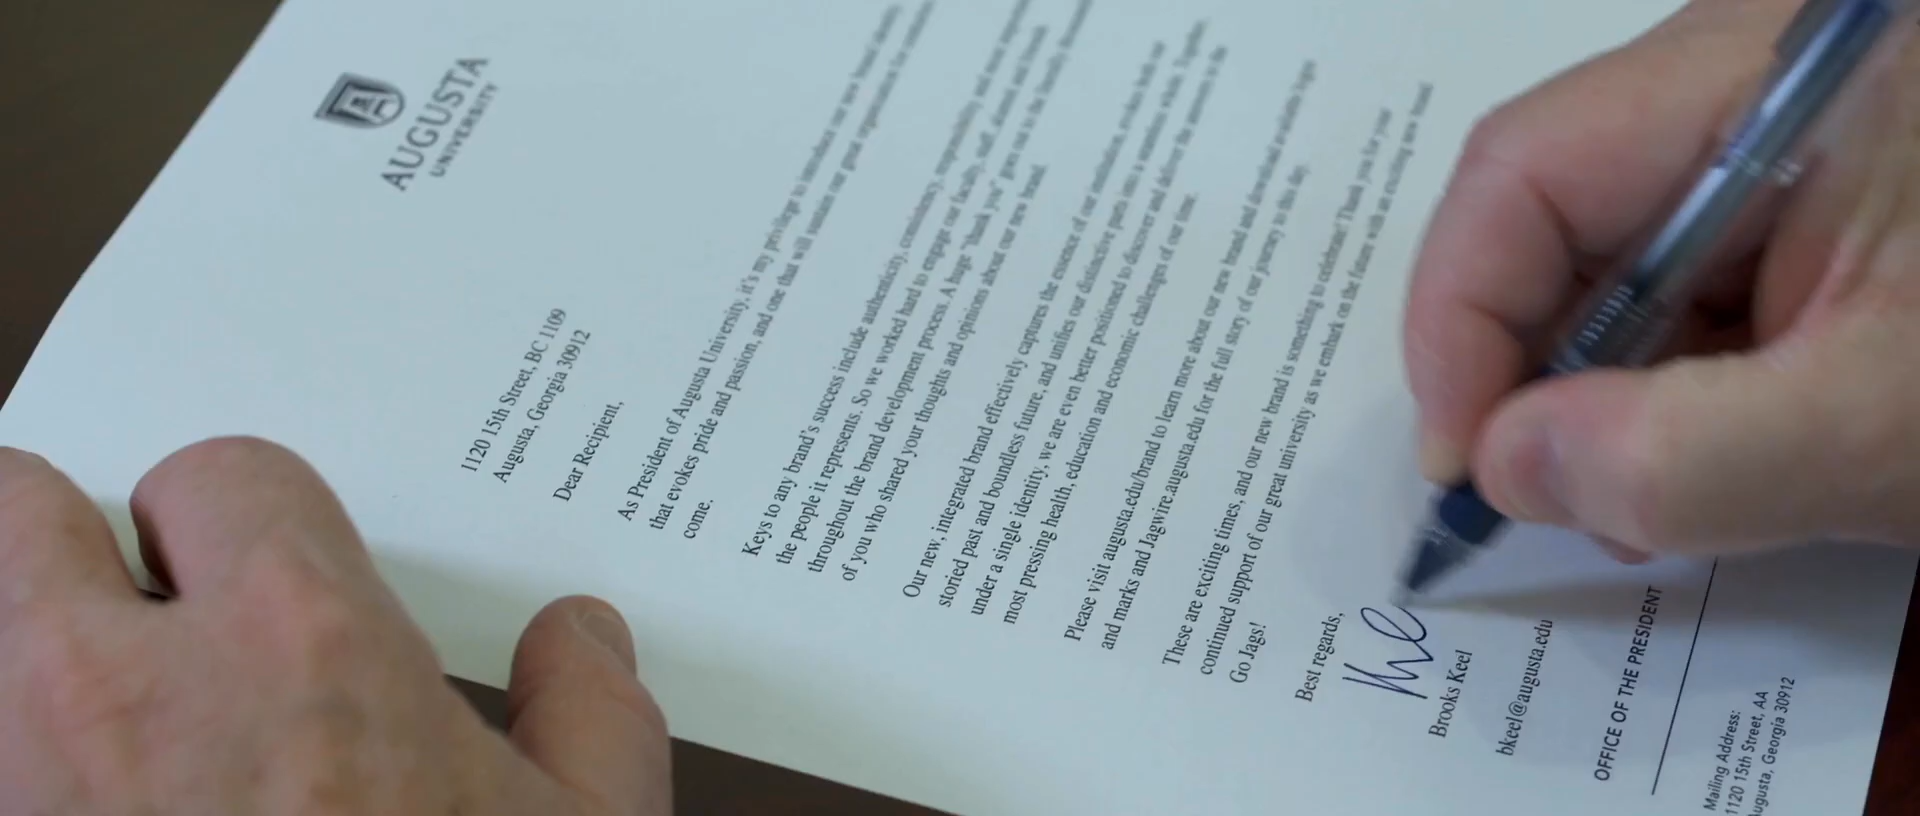 AUGUSTA
UNIVERSITY
1120 15th Street, BC 1109
Augusta, Georgia 30912
Dear Recipient,
As President of Augusta University, it's my privilege to introduce our new brand
that evokes pride and passion, and one that will sustain our great organization for
come.
Keys to any brand's success include authenticity, consistency, responsibility and most
the people it represents. So we worked hard to engage our faculty, staff, alumni and friends
throughout the brand development process. A huge "thank you" goes out to the
of you who shared your thoughts and opinions about our new brand.
Our new, integrated brand effectively captures the essence of our institution, evokes both our
storied past and boundless future, and unifies our distinctive parts into a seamless whole. Together,
under a single identity, we are even better positioned to discover and deliver the answers to the
most pressing health, education and economic challenges of our time.
Please visit augusta.edu/brand to learn more about our new brand and download available logos
and marks and Jagwire.augusta.edu for the full story of our journey to this day.
These are exciting times, and our new brand is something to celebrate! Thank you for your
continued support of our great university as we embark on the future with an exciting new brand.
Go Jags!
Best regards,
Brooks Keel
bkeel@augusta.edu
OFFICE OF THE PRESIDENT
Mailing Address:
1120 15th Street, AA
Augusta, Georgia 30912